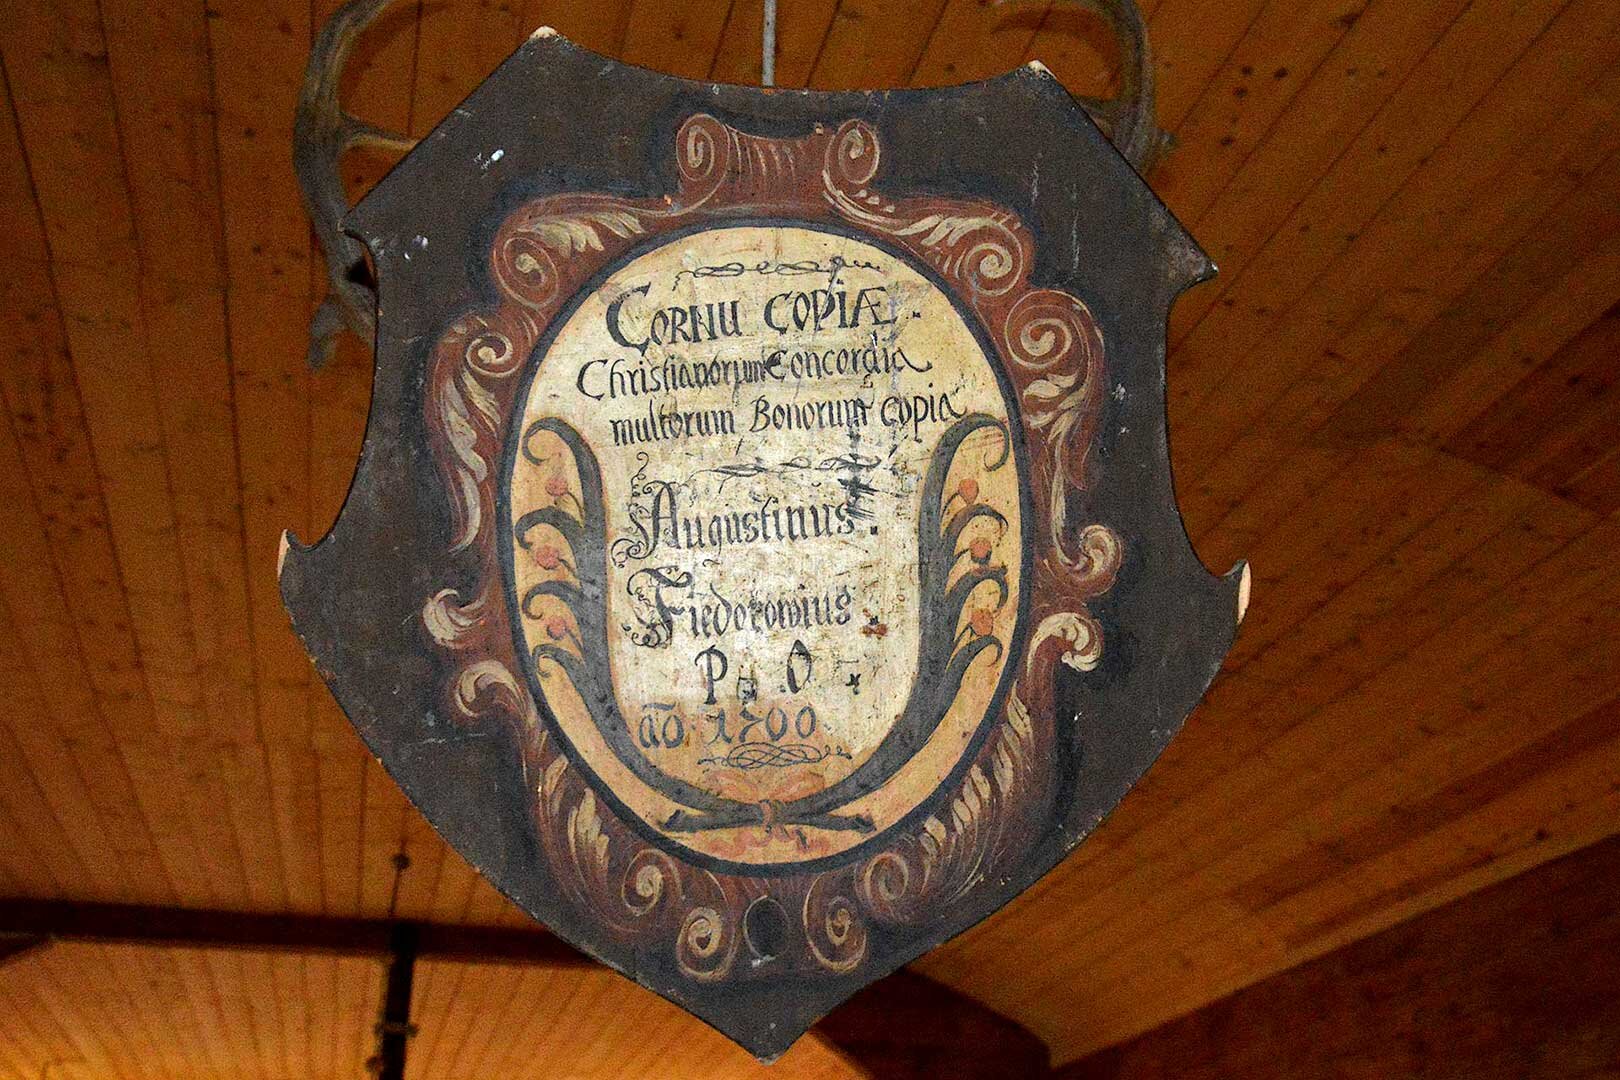 CORNU COPIÆ.
Christianorum Concordia
multorum Bonorum copia
Augustinus.
Fiedorowius.
P. O
ao. 1700